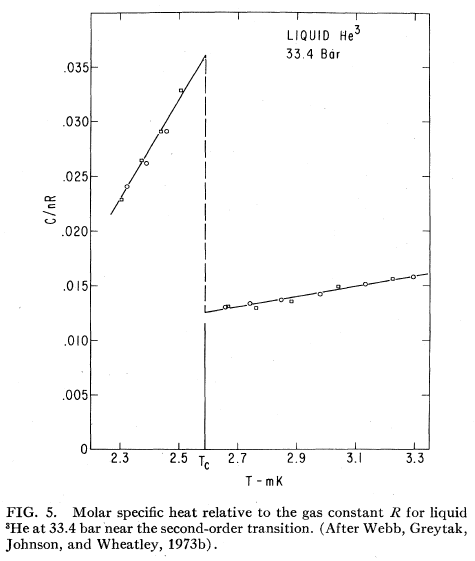 LIQUID He³
33.4 Bar
.035
.030
.025
.020
.015
.010
.005
0
C/nR
2.3 2.5 Tc 2.7 2.9 3.1 3.3
T-mK
FIG. 5. Molar specific heat relative to the gas constant R for liquid
³He at 33.4 bar near the second-order transition. (After Webb, Greytak,
Johnson, and Wheatley, 1973b).